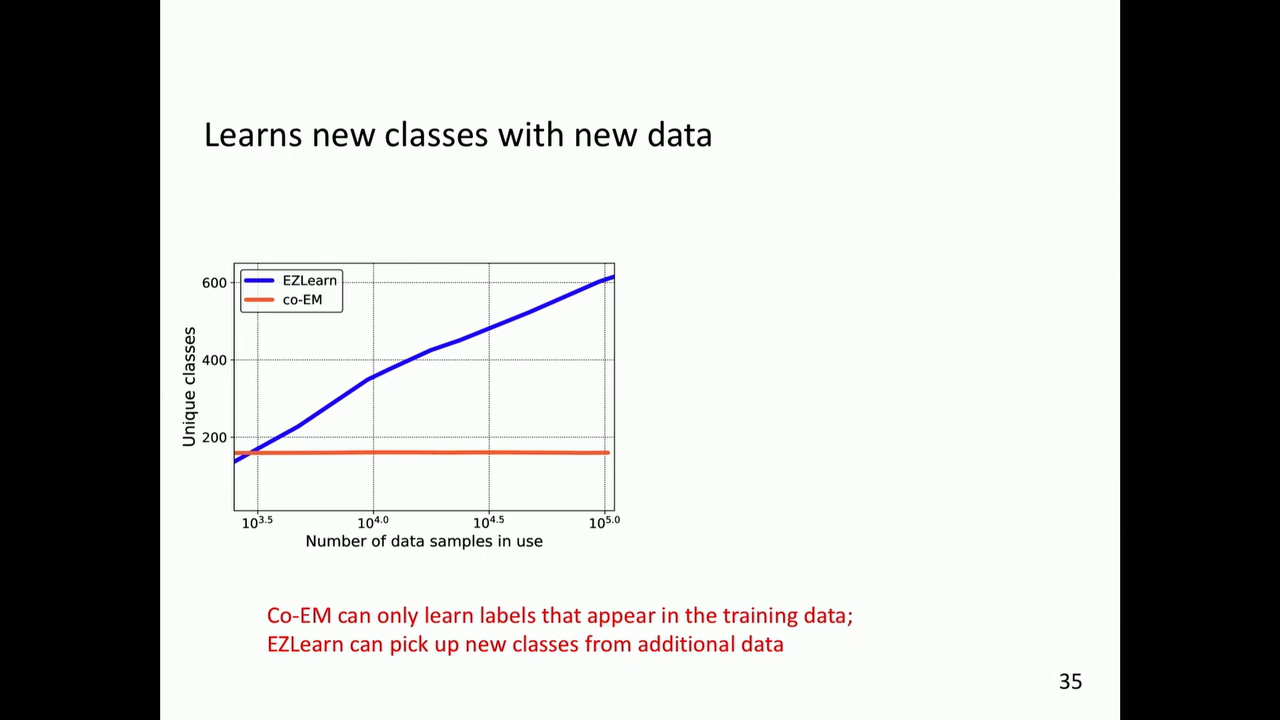 Learns new classes with new data
EZLearn
co-EM
600
400
200
Unique classes
10^3.5 10^4.0 10^4.5 10^5.0
Number of data samples in use
Co-EM can only learn labels that appear in the training data;
EZLearn can pick up new classes from additional data
35